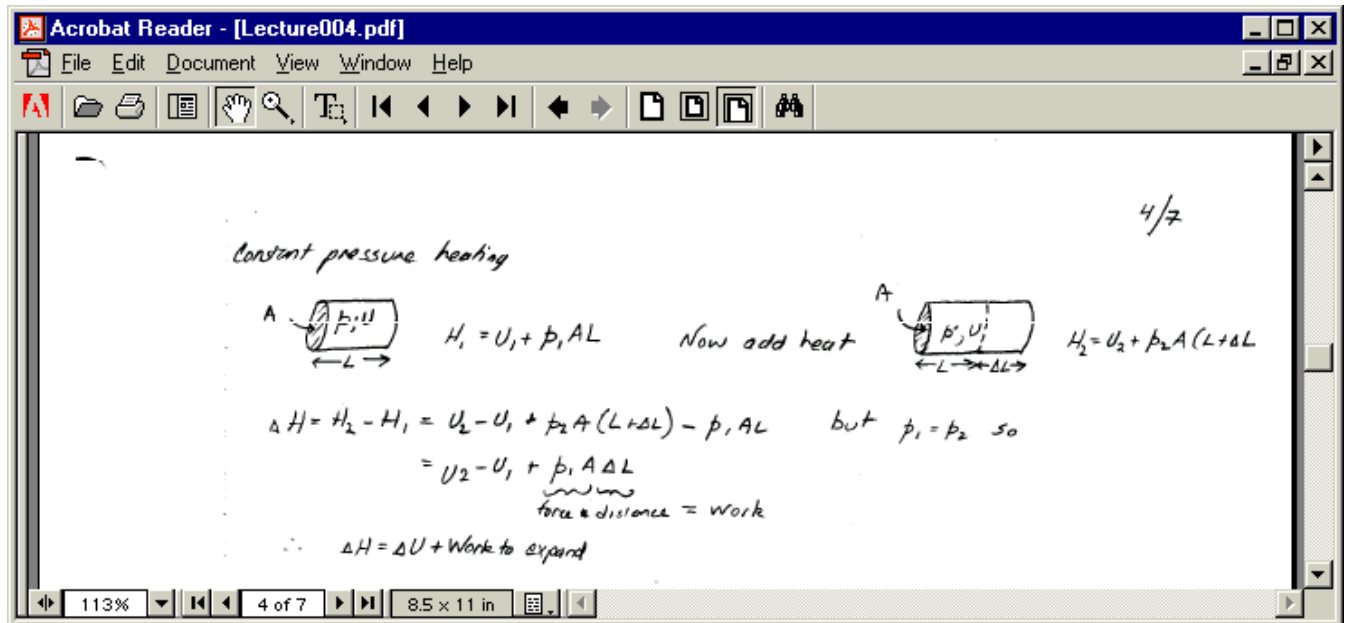 Acrobat Reader - [Lecture004.pdf]
File Edit Document View Window Help
4/7
Constant pressure heating
A p, U H₁ = U₁ + p₁ AL Now add heat A p, U H₂ = U₂ + p₂ A (L + ΔL
← L → ← L → ← ΔL →
ΔH = H₂ - H₁ = U₂ - U₁ + p₂ A (L + ΔL) - p₁ AL but p₁ = p₂ so
= U₂ - U₁ + p₁ A ΔL
force * distance = work
∴ ΔH = ΔU + Work to expand
113% 4 of 7 8.5 x 11 in